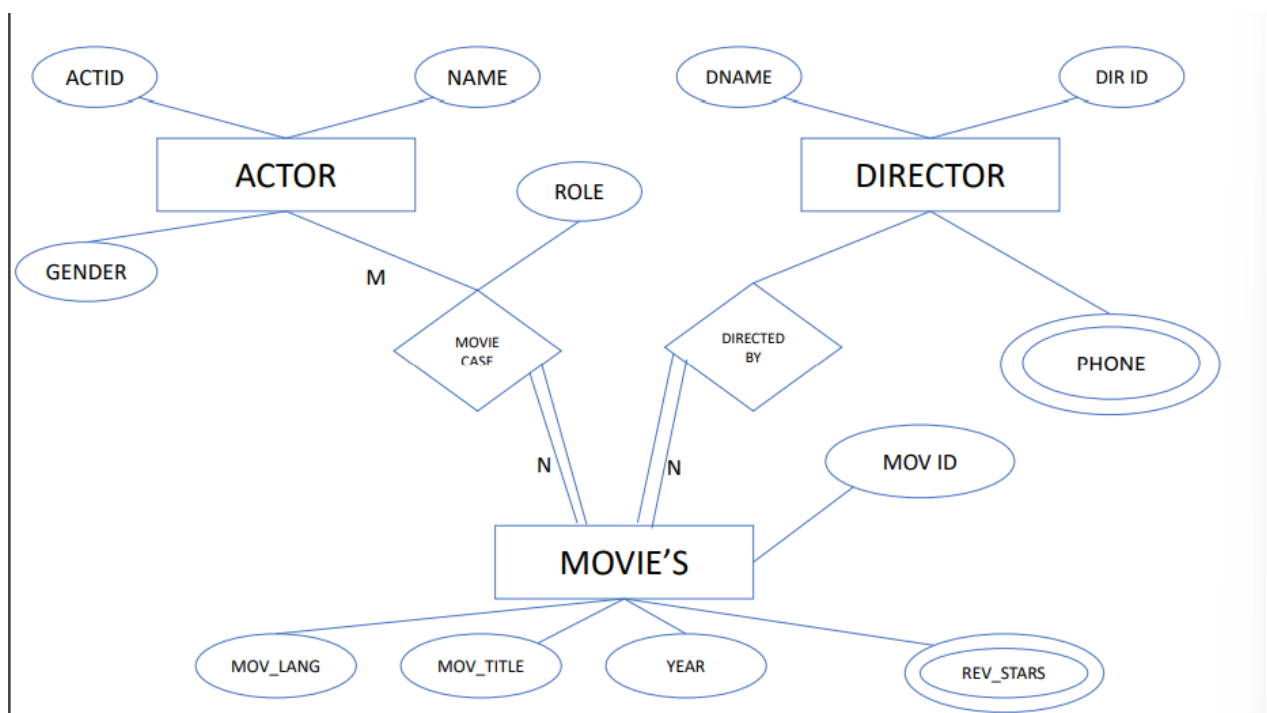 ACTID
NAME
DNAME
DIR ID
ACTOR
DIRECTOR
ROLE
GENDER
M
MOVIE
CASE
DIRECTED
BY
PHONE
N
N
MOV ID
MOVIE'S
MOV_LANG
MOV_TITLE
YEAR
REV_STARS